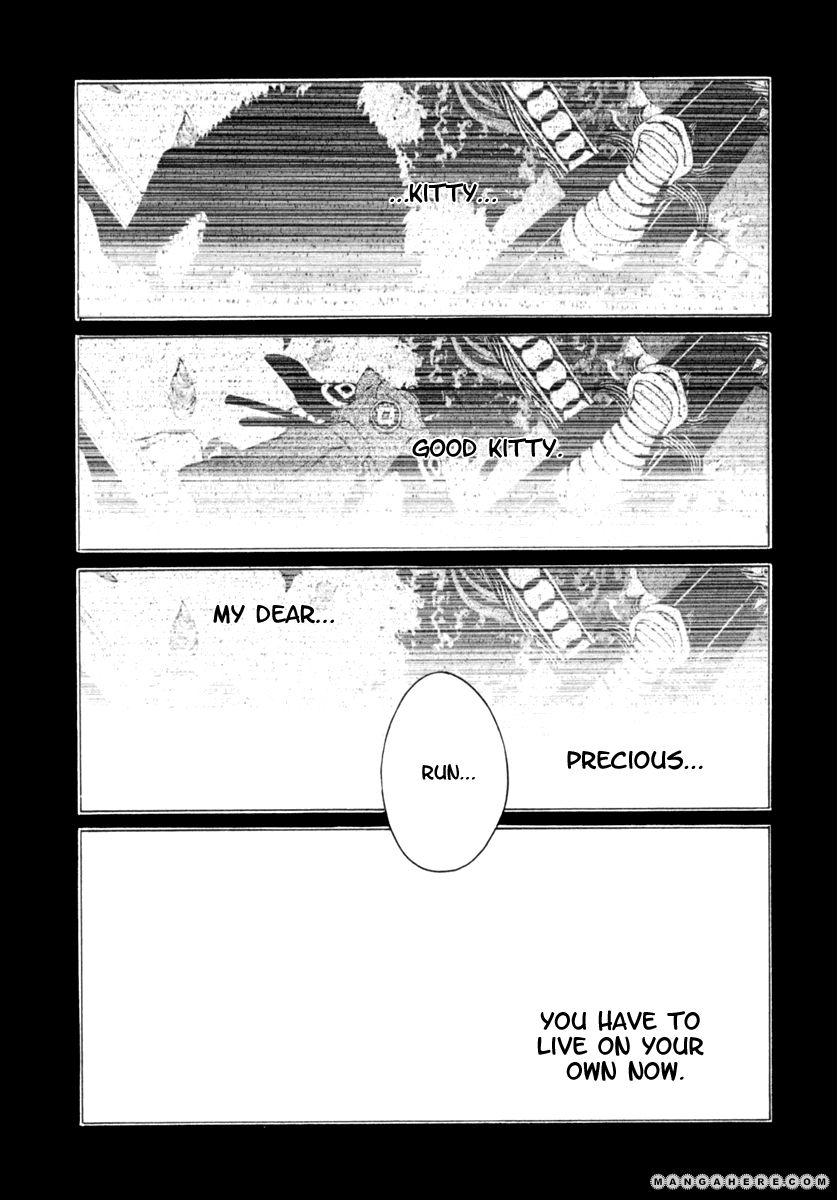 ...KITTY...
GOOD KITTY.
MY DEAR...
PRECIOUS...
RUN...
YOU HAVE TO
LIVE ON YOUR
OWN NOW.
MANGAHERE.COM